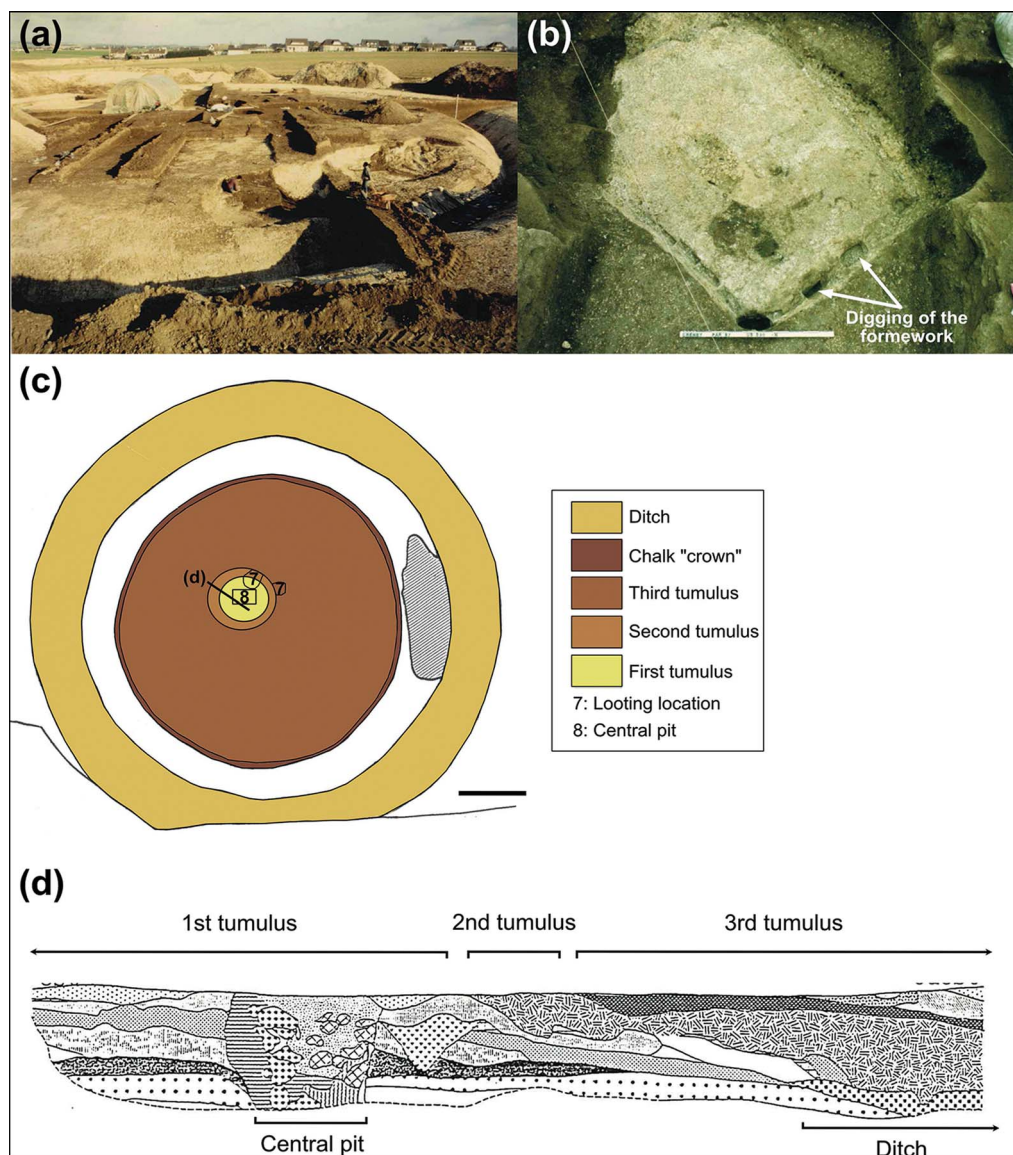 (a)
(b)
Digging of the
formework
(c)
(d)
7
7
8
Ditch
Chalk "crown"
Third tumulus
Second tumulus
First tumulus
7: Looting location
8: Central pit
(d)
1st tumulus
2nd tumulus
3rd tumulus
Central pit
Ditch